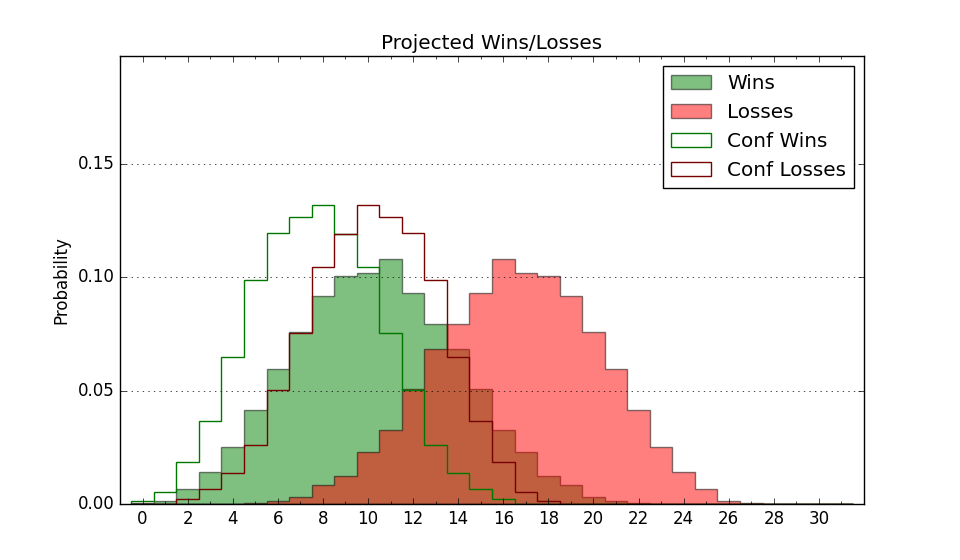 Projected Wins/Losses
Wins
Losses
Conf Wins
Conf Losses
Probability
0.15
0.10
0.05
0.00
0 2 4 6 8 10 12 14 16 18 20 22 24 26 28 30